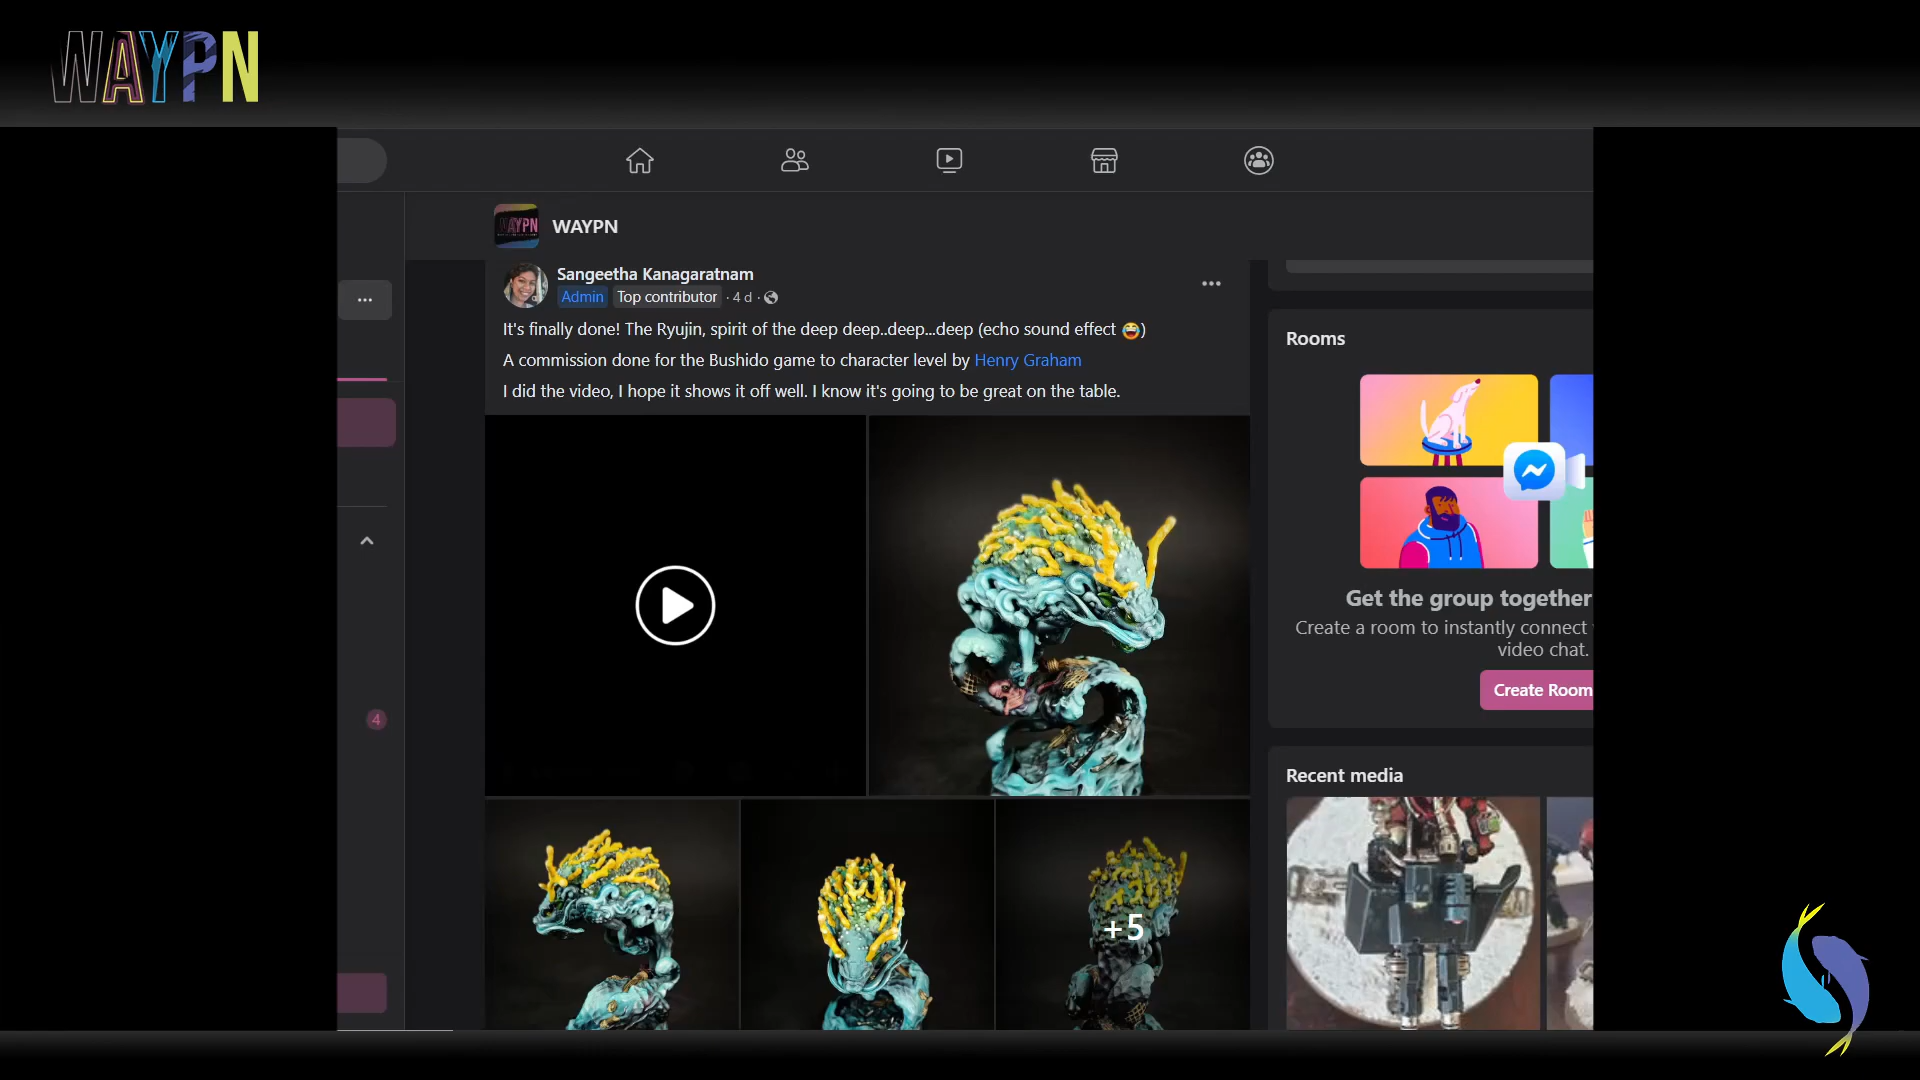 WAYPN
WAYPN
WAYPN
Sangeetha Kanagaratnam
Admin Top contributor · 4 d ·
It's finally done! The Ryujin, spirit of the deep deep..deep...deep (echo sound effect 😂)
A commission done for the Bushido game to character level by Henry Graham
I did the video, I hope it shows it off well. I know it's going to be great on the table.
+5
4
Rooms
Get the group together
Create a room to instantly connect
video chat.
Create Room
Recent media